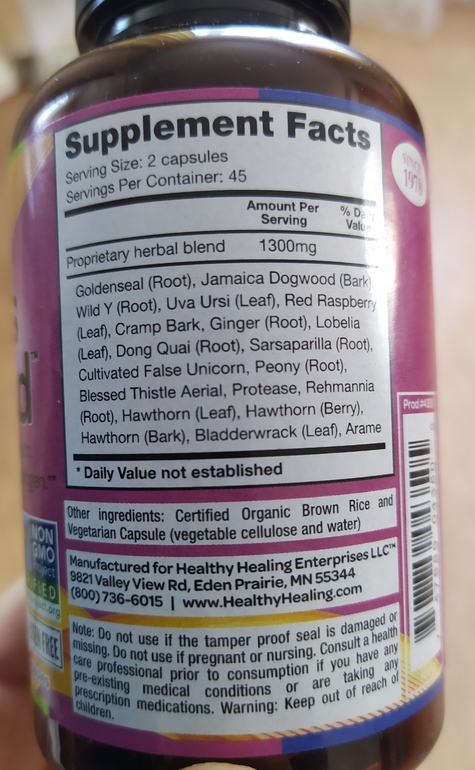 Supplement Facts
Serving Size: 2 capsules
Servings Per Container: 45
Amount Per Serving
% Daily Value
Proprietary herbal blend 1300mg
Goldenseal (Root), Jamaica Dogwood (Bark)
Wild Y (Root), Uva Ursi (Leaf), Red Raspberry
(Leaf), Cramp Bark, Ginger (Root), Lobelia
(Leaf), Dong Quai (Root), Sarsaparilla (Root),
Cultivated False Unicorn, Peony (Root),
Blessed Thistle Aerial, Protease, Rehmannia
(Root), Hawthorn (Leaf), Hawthorn (Berry),
Hawthorn (Bark), Bladderwrack (Leaf), Arame
* Daily Value not established
Other ingredients: Certified Organic Brown Rice and
Vegetarian Capsule (vegetable cellulose and water)
Manufactured for Healthy Healing Enterprises LLC™
9821 Valley View Rd, Eden Prairie, MN 55344
(800) 736-6015 | www.HealthyHealing.com
Note: Do not use if the tamper proof seal is damaged or
missing. Do not use if pregnant or nursing. Consult a health
care professional prior to consumption if you have any
pre-existing medical conditions or are taking any
prescription medications. Warning: Keep out of reach of
children.
SINCE
1978
NON
GMO
FREE